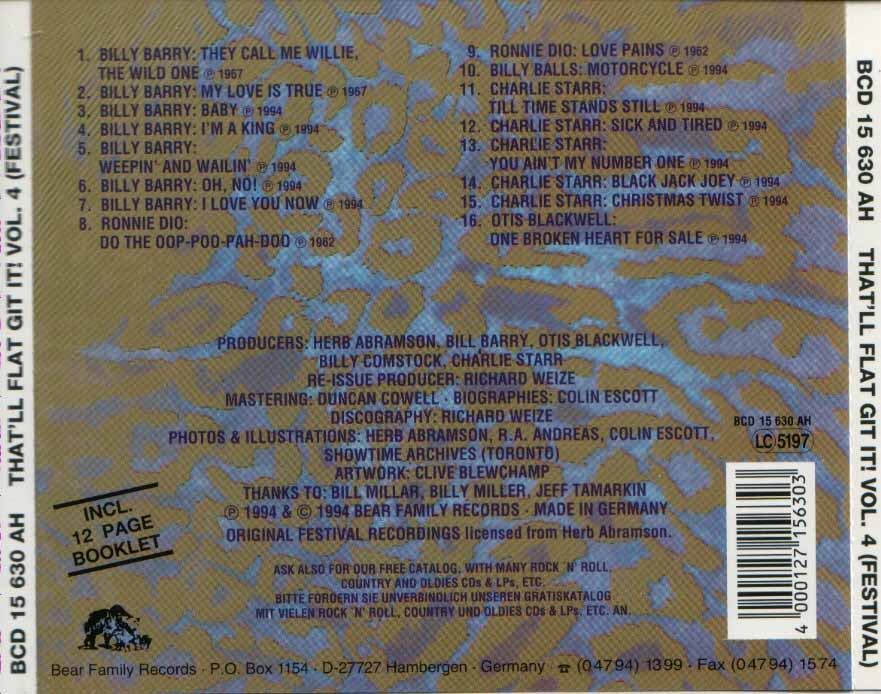 BCD 15 630 AH THAT'LL FLAT GIT IT! VOL. 4 (FESTIVAL)
1. BILLY BARRY: THEY CALL ME WILLIE,
THE WILD ONE ℗ 1967
2. BILLY BARRY: MY LOVE IS TRUE ℗ 1967
3. BILLY BARRY: BABY ℗ 1994
4. BILLY BARRY: I'M A KING ℗ 1994
5. BILLY BARRY:
WEEPIN' AND WAILIN' ℗ 1994
6. BILLY BARRY: OH, NO! ℗ 1994
7. BILLY BARRY: I LOVE YOU NOW ℗ 1994
8. RONNIE DIO:
DO THE OOP-POO-PAH-DOO ℗ 1962
9. RONNIE DIO: LOVE PAINS ℗ 1962
10. BILLY BALLS: MOTORCYCLE ℗ 1994
11. CHARLIE STARR:
TILL TIME STANDS STILL ℗ 1994
12. CHARLIE STARR: SICK AND TIRED ℗ 1994
13. CHARLIE STARR:
YOU AIN'T MY NUMBER ONE ℗ 1994
14. CHARLIE STARR: BLACK JACK JOEY ℗ 1994
15. CHARLIE STARR: CHRISTMAS TWIST ℗ 1994
16. OTIS BLACKWELL:
ONE BROKEN HEART FOR SALE ℗ 1994
PRODUCERS: HERB ABRAMSON, BILL BARRY, OTIS BLACKWELL,
BILLY COMSTOCK, CHARLIE STARR
RE-ISSUE PRODUCER: RICHARD WEIZE
MASTERING: DUNCAN COWELL · BIOGRAPHIES: COLIN ESCOTT
DISCOGRAPHY: RICHARD WEIZE
PHOTOS & ILLUSTRATIONS: HERB ABRAMSON, R.A. ANDREAS, COLIN ESCOTT,
SHOWTIME ARCHIVES (TORONTO)
ARTWORK: CLIVE BLEWCHAMP
THANKS TO: BILL MILLAR, BILLY MILLER, JEFF TAMARKIN
℗ 1994 & © 1994 BEAR FAMILY RECORDS · MADE IN GERMANY
ORIGINAL FESTIVAL RECORDINGS licensed from Herb Abramson.
ASK ALSO FOR OUR FREE CATALOG, WITH MANY ROCK 'N' ROLL,
COUNTRY AND OLDIES CDs & LPs, ETC.
BITTE FORDERN SIE UNVERBINDLICH UNSEREN GRATISKATALOG
MIT VIELEN ROCK 'N' ROLL, COUNTRY UND OLDIES CDs & LPs, ETC. AN.
INCL.
12 PAGE
BOOKLET
BCD 15 630 AH
LC 5197
4 000127 156303
Bear Family Records · P.O. Box 1154 · D-27727 Hambergen · Germany · ☎ (0 47 94) 13 99 · Fax (0 47 94) 15 74
BCD 15 630 AH THAT'LL FLAT GIT IT! VOL. 4 (FESTIVAL)